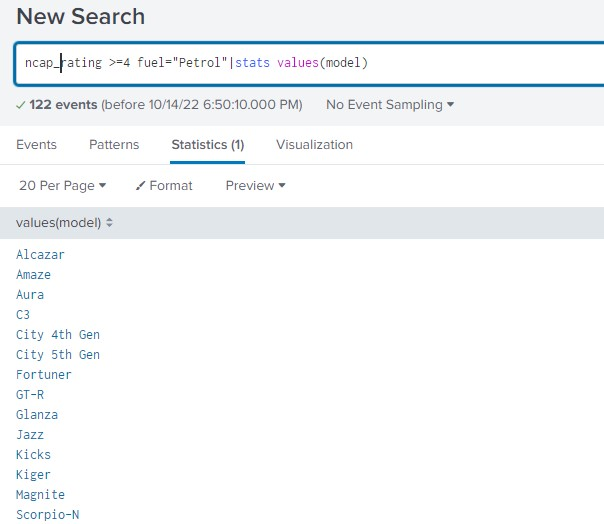 New Search
ncap_rating >=4 fuel="Petrol"|stats values(model)
✓ 122 events (before 10/14/22 6:50:10.000 PM) No Event Sampling
Events Patterns Statistics (1) Visualization
20 Per Page Format Preview
values(model)
Alcazar
Amaze
Aura
C3
City 4th Gen
City 5th Gen
Fortuner
GT-R
Glanza
Jazz
Kicks
Kiger
Magnite
Scorpio-N